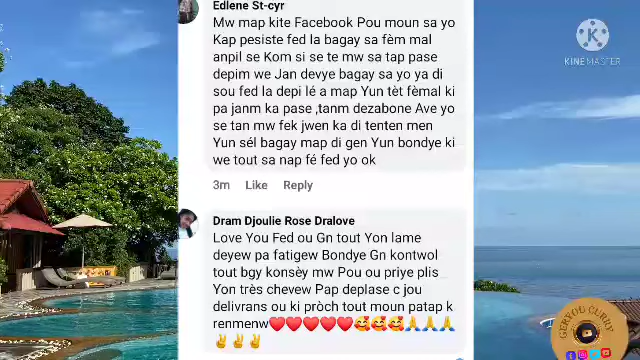 Edlene St-cyr
Mw map kite Facebook Pou moun sa yo
Kap pesiste fed la bagay sa fèm mal
anpil se Kom si se te mw sa tap pase
depim we Jan devye bagay sa yo ya di
sou fed la depi lé a map Yun tèt fèmal ki
pa janm ka pase ,tanm dezabone Ave yo
se tan mw fek jwen ka di tenten men
Yun sél bagay map di gen Yun bondye ki
we tout sa nap fé fed yo ok
3m Like Reply
Dram Djoulie Rose Dralove
Love You Fed ou Gn tout Yon lame
deyew pa fatigew Bondye Gn kontwol
tout bgy konsèy mw Pou ou priye plis
Yon très chevew Pap deplase c jou
delivrans ou ki pròch tout moun patap k
renmenw❤️❤️❤️❤️❤️🥰🥰🥰🙏🙏🙏
✌️✌️✌️
KINEMASTER
GERYOU CURRY